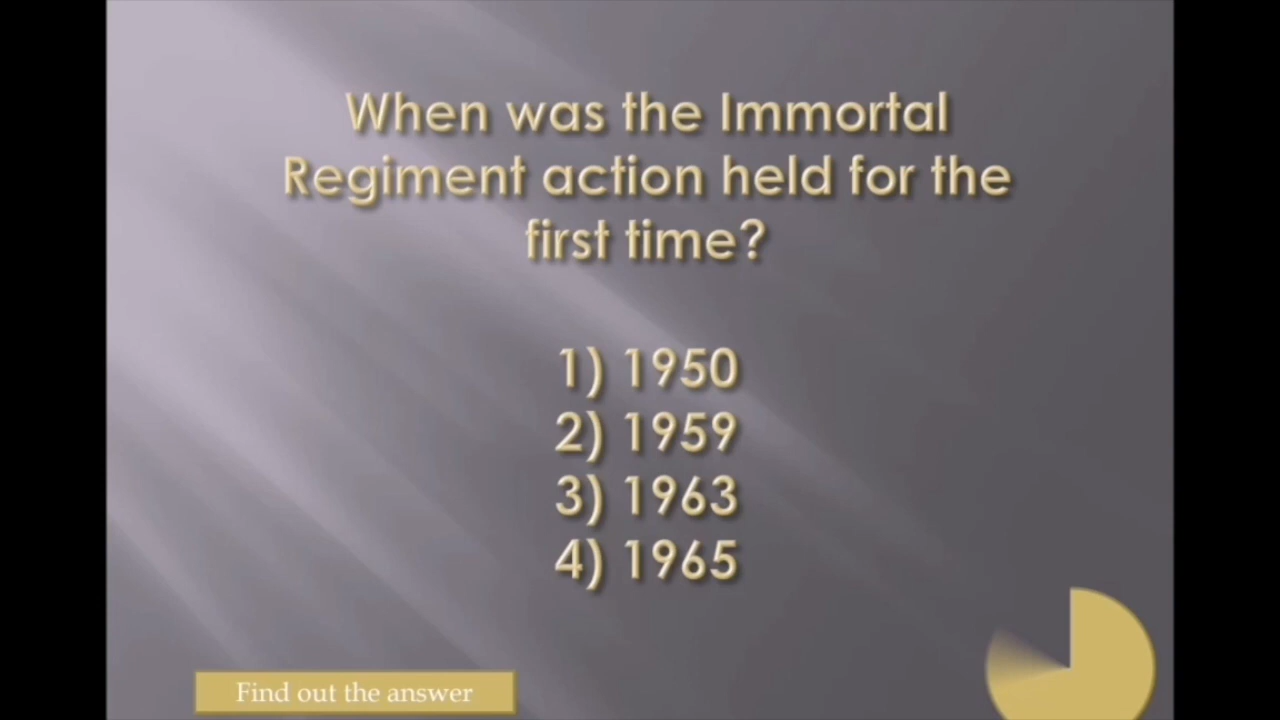 When was the Immortal
Regiment action held for the
first time?
1) 1950
2) 1959
3) 1963
4) 1965
Find out the answer